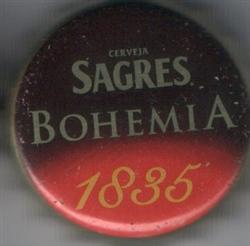 CERVEJA
SAGRES
BOHEMIA
1835